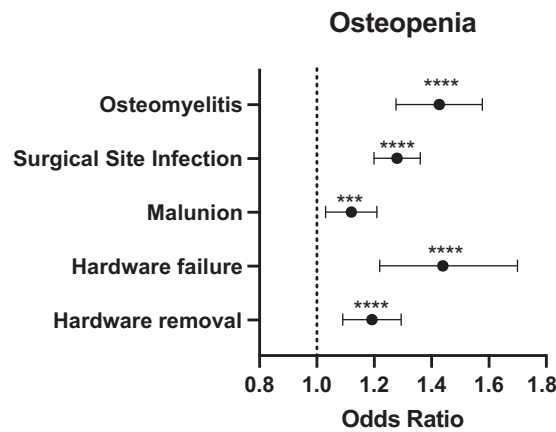 Osteopenia
****
Osteomyelitis
****
Surgical Site Infection
***
Malunion
****
Hardware failure
****
Hardware removal
0.8 1.0 1.2 1.4 1.6 1.8
Odds Ratio